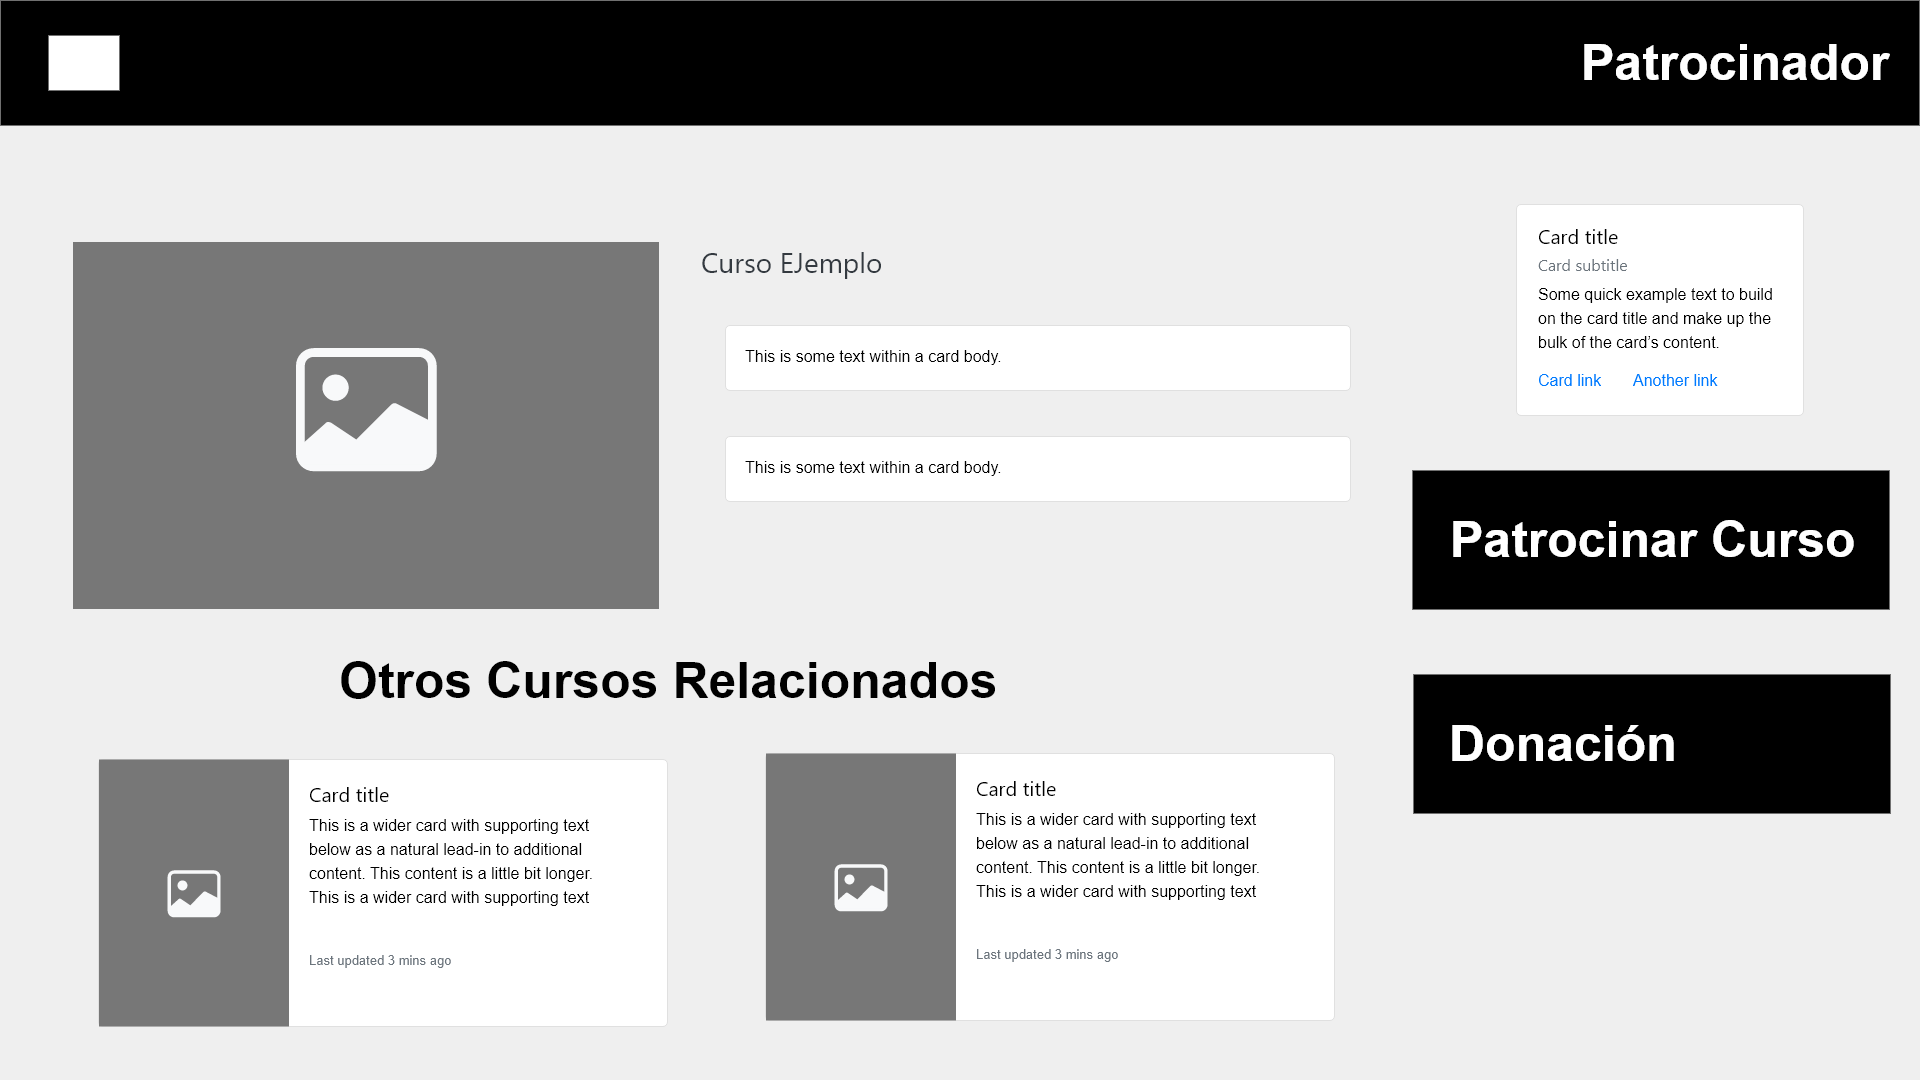 Patrocinador
Curso EJemplo
This is some text within a card body.
This is some text within a card body.
Card title
Card subtitle
Some quick example text to build
on the card title and make up the
bulk of the card’s content.
Card link Another link
Patrocinar Curso
Donación
Otros Cursos Relacionados
Card title
This is a wider card with supporting text
below as a natural lead-in to additional
content. This content is a little bit longer.
This is a wider card with supporting text
Last updated 3 mins ago
Card title
This is a wider card with supporting text
below as a natural lead-in to additional
content. This content is a little bit longer.
This is a wider card with supporting text
Last updated 3 mins ago